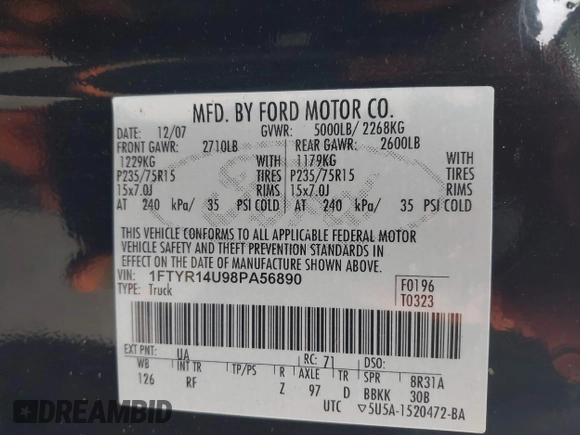 MFD. BY FORD MOTOR CO.
DATE: 12/07 GVWR: 5000LB/ 2268KG
FRONT GAWR: 2710LB REAR GAWR: 2600LB
1229KG WITH 1179KG WITH
P235/75R15 TIRES P235/75R15 TIRES
15x7.0J RIMS 15x7.0J RIMS
AT 240 kPa/ 35 PSI COLD AT 240 kPa/ 35 PSI COLD
THIS VEHICLE CONFORMS TO ALL APPLICABLE FEDERAL MOTOR
VEHICLE SAFETY AND THEFT PREVENTION STANDARDS IN EFFECT ON
THE DATE OF MANUFACTURE SHOWN ABOVE.
VIN: 1FTYR14U98PA56890 F0196
TYPE: Truck T0323
EXT PNT: UA RC: 71 DSO:
WB INT TR TP/PS R AXLE TR SPR 8R31A
126 RF Z 97 D BBKK 30B
UTC 5U5A-1520472-BA
DREAMBID